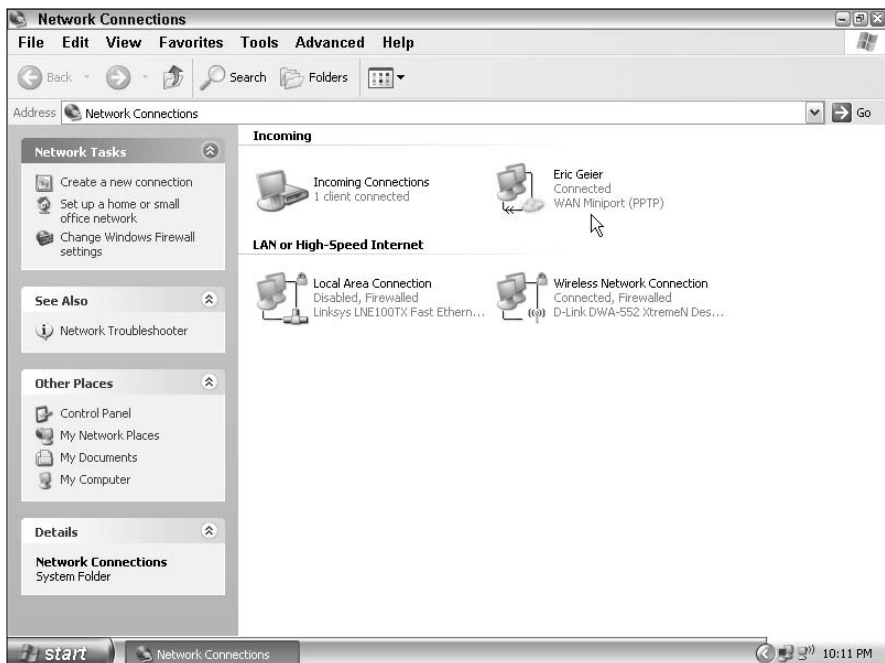 Network Connections
File Edit View Favorites Tools Advanced Help
Back Search Folders
Address Network Connections Go
Network Tasks
Create a new connection
Set up a home or small
office network
Change Windows Firewall
settings
See Also
Network Troubleshooter
Other Places
Control Panel
My Network Places
My Documents
My Computer
Details
Network Connections
System Folder
Incoming
Incoming Connections
1 client connected
Eric Geier
Connected
WAN Miniport (PPTP)
LAN or High-Speed Internet
Local Area Connection
Disabled, Firewalled
Linksys LNE100TX Fast Ethern...
Wireless Network Connection
Connected, Firewalled
D-Link DWA-552 XtremeN Des...
start Network Connections 10:11 PM